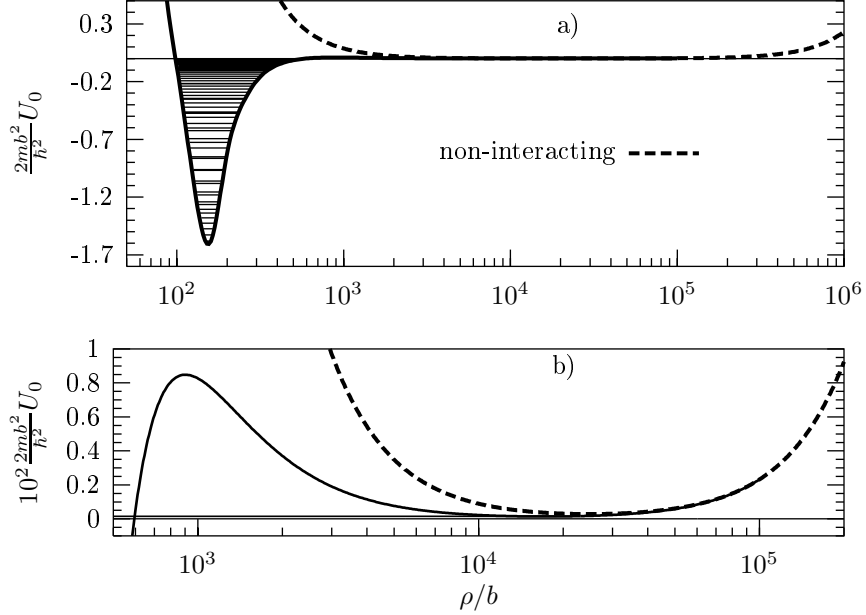 a)
0.3
-0.2
-0.7
-1.2
-1.7
$\frac{2mb^2}{\hbar^2}U_0$
non-interacting
10^2 10^3 10^4 10^5 10^6
b)
1
0.8
0.6
0.4
0.2
0
$10^2\frac{2mb^2}{\hbar^2}U_0$
10^3 10^4 10^5
ρ/b